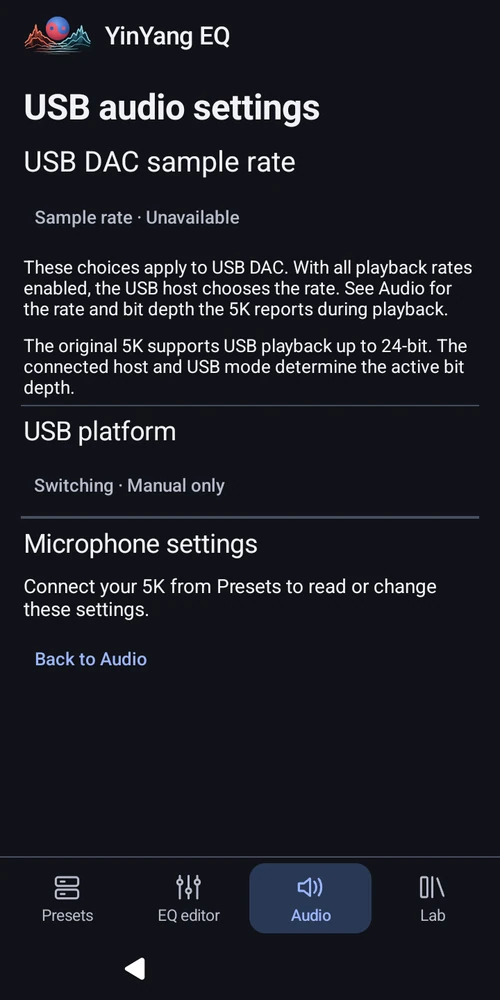 YinYang EQ
USB audio settings
USB DAC sample rate
Sample rate · Unavailable
These choices apply to USB DAC. With all playback rates
enabled, the USB host chooses the rate. See Audio for
the rate and bit depth the 5K reports during playback.
The original 5K supports USB playback up to 24-bit. The
connected host and USB mode determine the active bit
depth.
USB platform
Switching · Manual only
Microphone settings
Connect your 5K from Presets to read or change
these settings.
Back to Audio
Presets
EQ editor
Audio
Lab